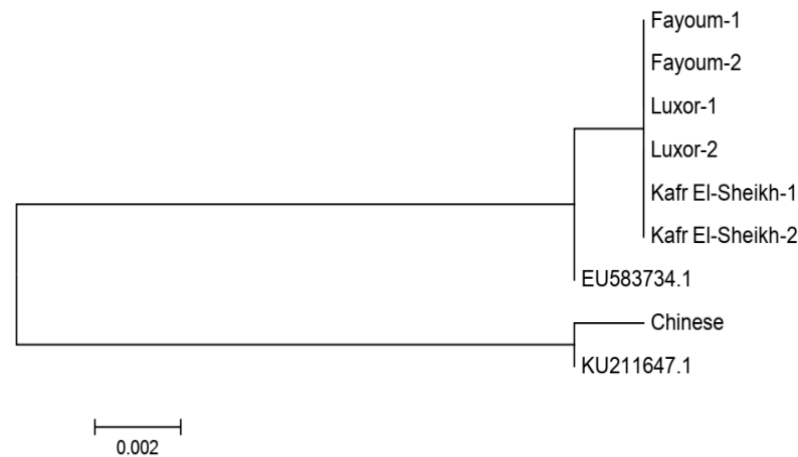 Fayoum-1
Fayoum-2
Luxor-1
Luxor-2
Kafr El-Sheikh-1
Kafr El-Sheikh-2
EU583734.1
Chinese
KU211647.1
0.002